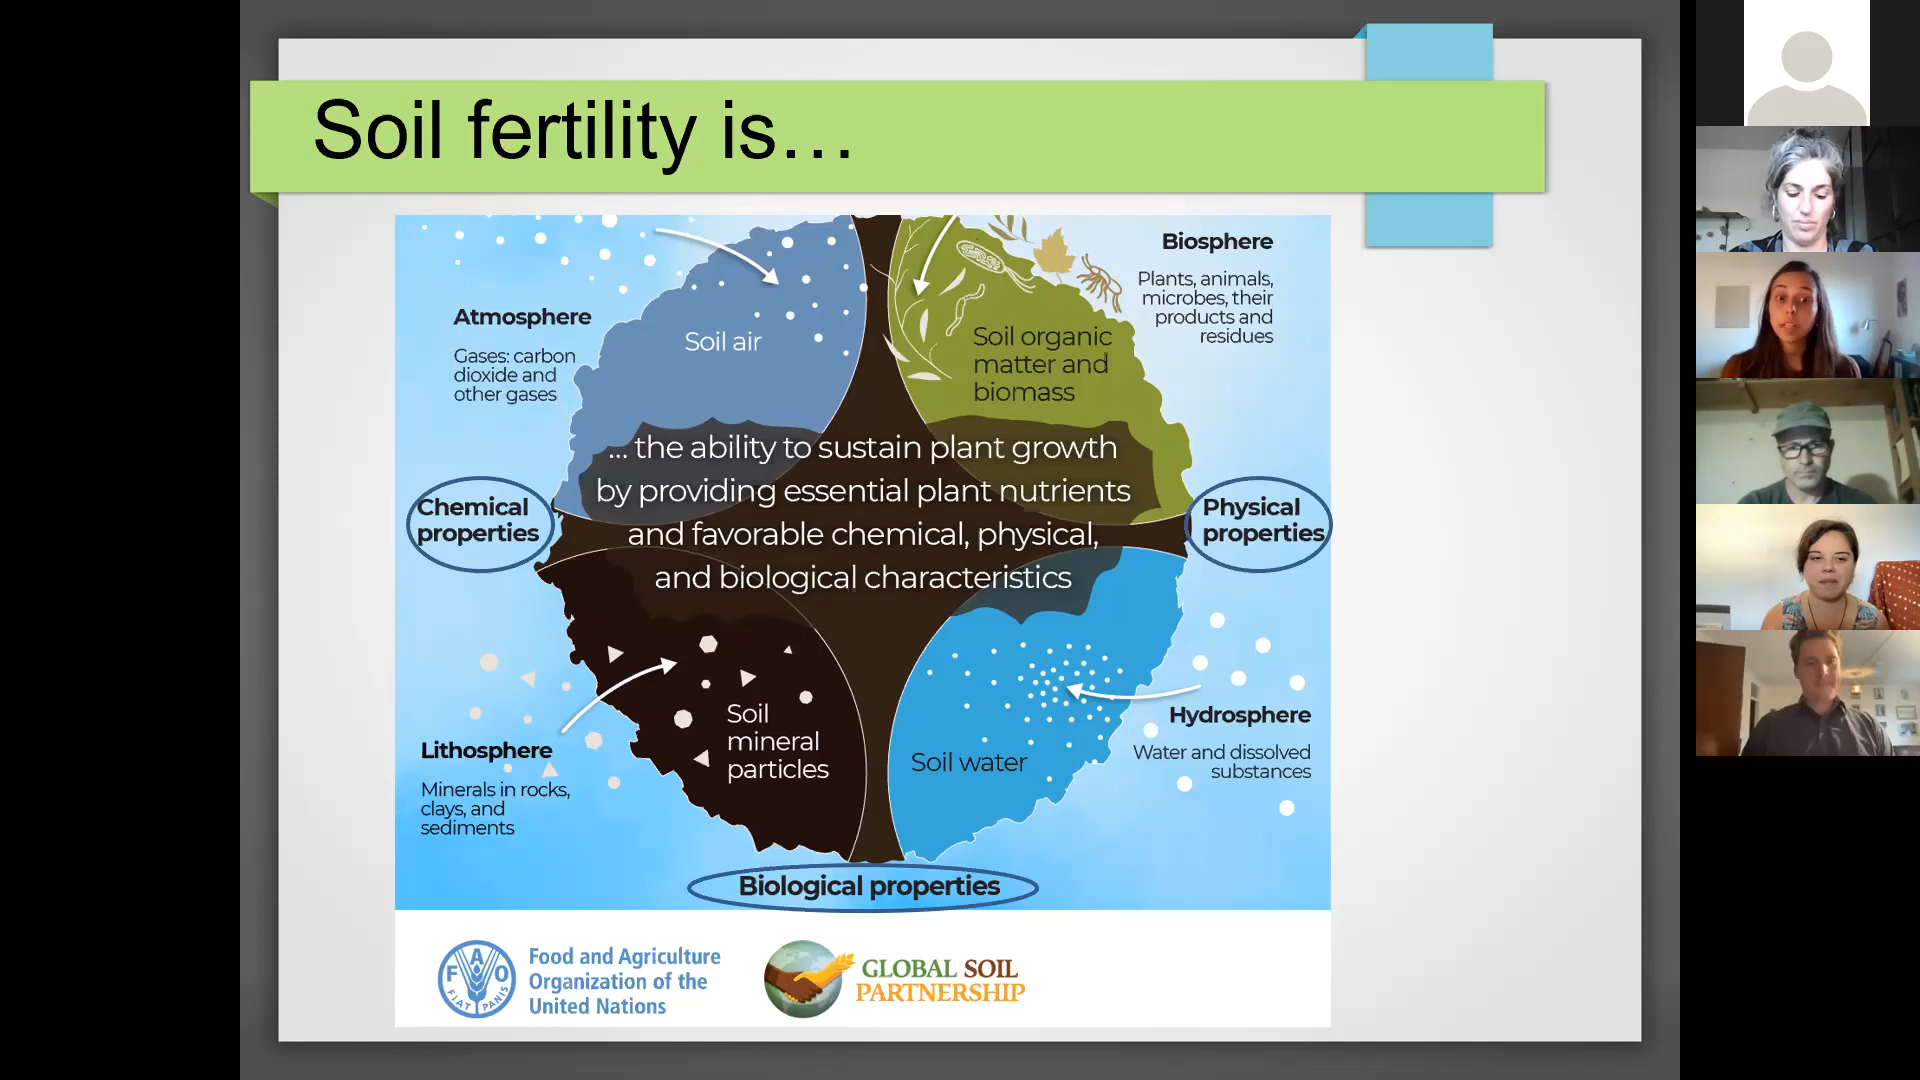 Soil fertility is...
Atmosphere
Gases: carbon
dioxide and
other gases
Soil air
Soil organic
matter and
biomass
Biosphere
Plants, animals,
microbes, their
products and
residues
... the ability to sustain plant growth
by providing essential plant nutrients
and favorable chemical, physical,
and biological characteristics
Chemical
properties
Physical
properties
Lithosphere
Minerals in rocks,
clays, and
sediments
Soil
mineral
particles
Soil water
Hydrosphere
Water and dissolved
substances
Biological properties
F A O
FIAT PANIS
Food and Agriculture
Organization of the
United Nations
GLOBAL SOIL
PARTNERSHIP